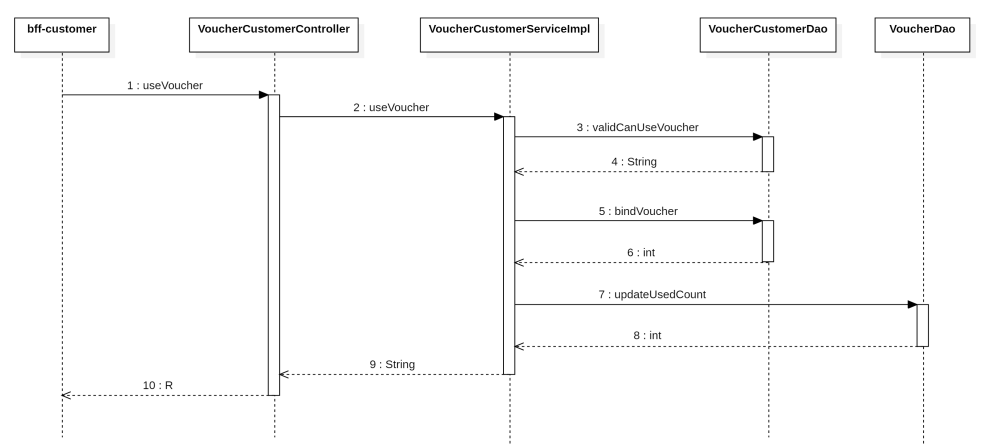 bff-customer
VoucherCustomerController
VoucherCustomerServiceImpl
VoucherCustomerDao
VoucherDao
1 : useVoucher
2 : useVoucher
3 : validCanUseVoucher
4 : String
5 : bindVoucher
6 : int
7 : updateUsedCount
8 : int
9 : String
10 : R